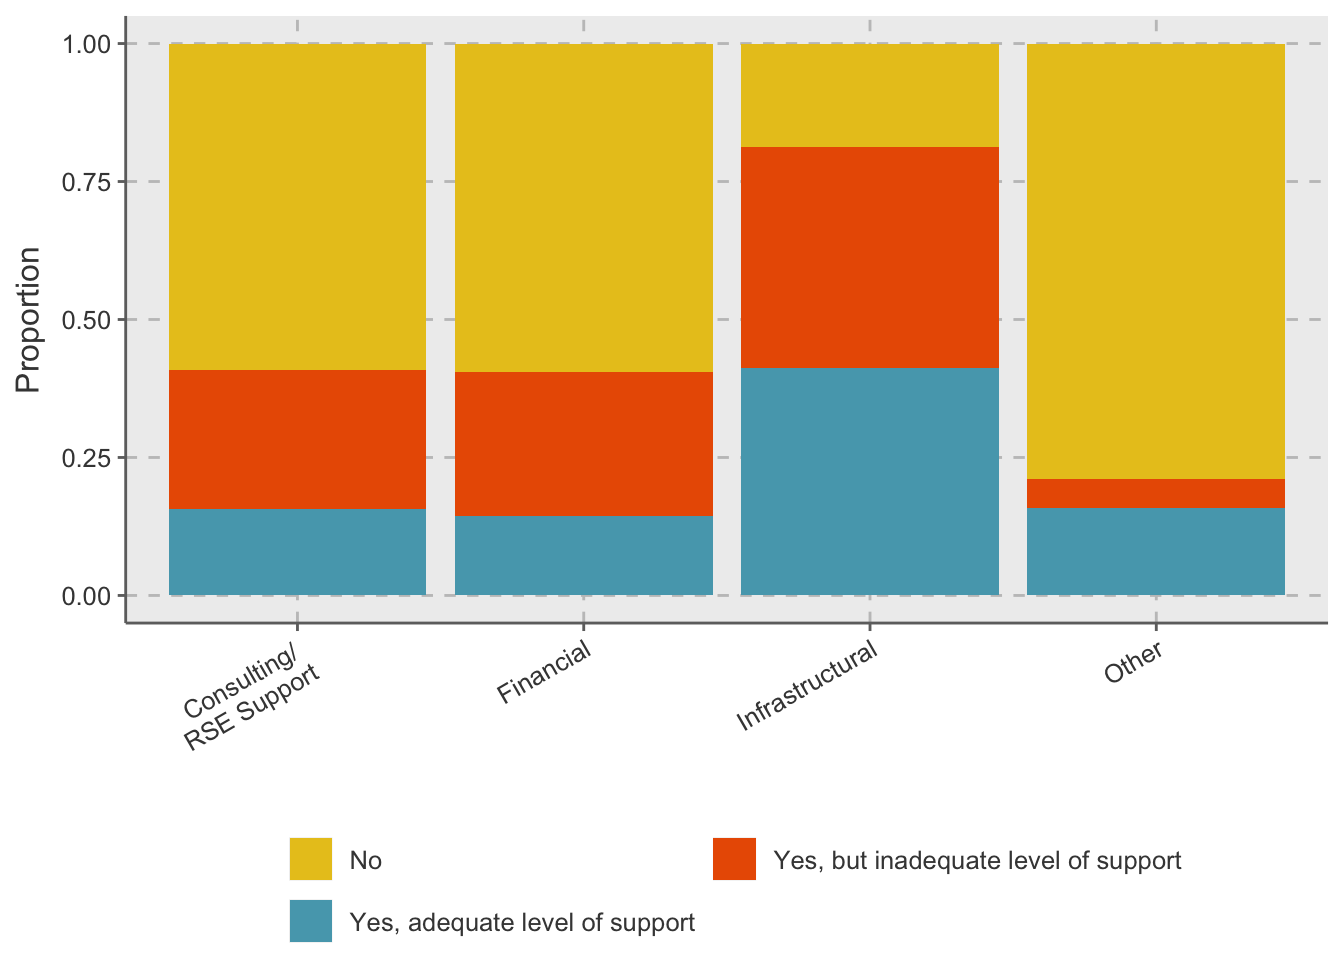 1.00
0.75
0.50
0.25
0.00
Proportion
Consulting/
RSE Support
Financial
Infrastructural
Other
No
Yes, but inadequate level of support
Yes, adequate level of support